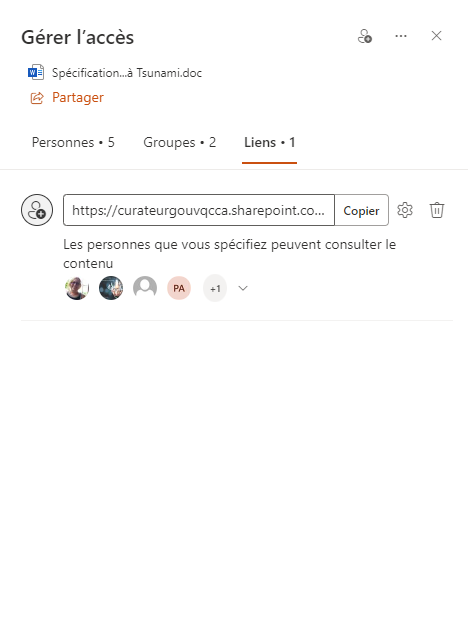 Gérer l'accès
Spécification...à Tsunami.doc
Partager
Personnes • 5
Groupes • 2
Liens • 1
https://curateurgouvqcca.sharepoint.co...
Copier
Les personnes que vous spécifiez peuvent consulter le
contenu
PA
+1